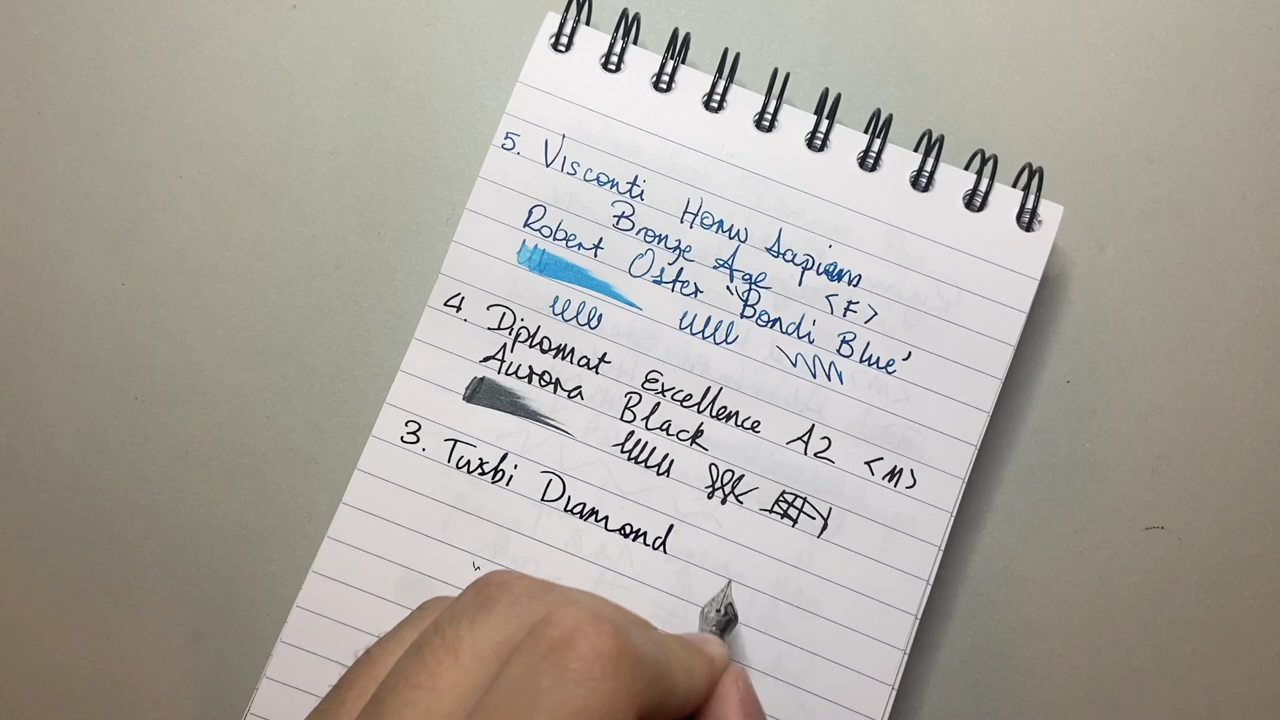 5. Visconti Homo Sapiens
Bronze Age <F>
Robert Oster 'Bondi Blue'
4. Diplomat Excellence A2 <M>
Aurora Black
3. Twsbi Diamond